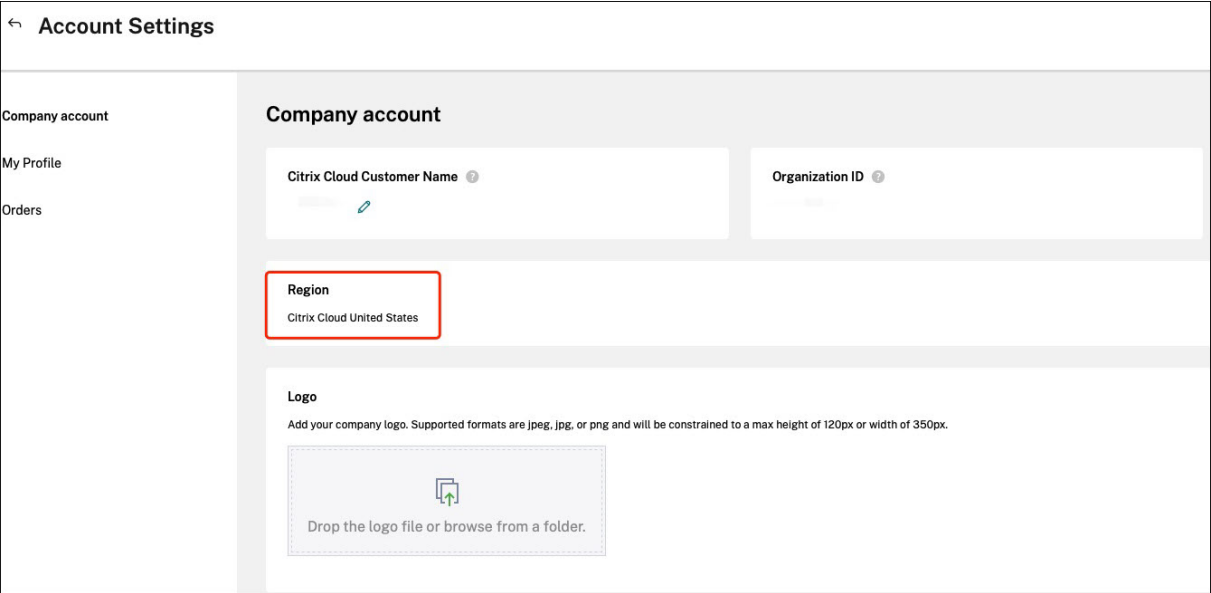 Account Settings
Company account
My Profile
Orders
Company account
Citrix Cloud Customer Name
Organization ID
Region
Citrix Cloud United States
Logo
Add your company logo. Supported formats are jpeg, jpg, or png and will be constrained to a max height of 120px or width of 350px.
Drop the logo file or browse from a folder.